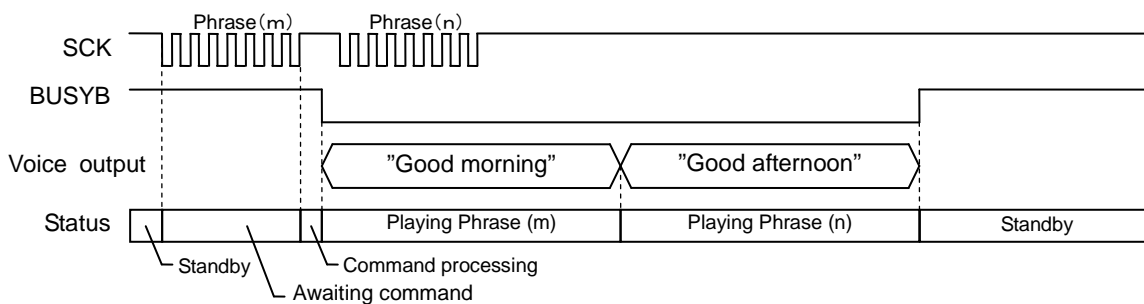 Phrase(m) Phrase(n)
SCK
BUSYB
Voice output "Good morning" "Good afternoon"
Status Playing Phrase (m) Playing Phrase (n) Standby
Standby Command processing
Awaiting command